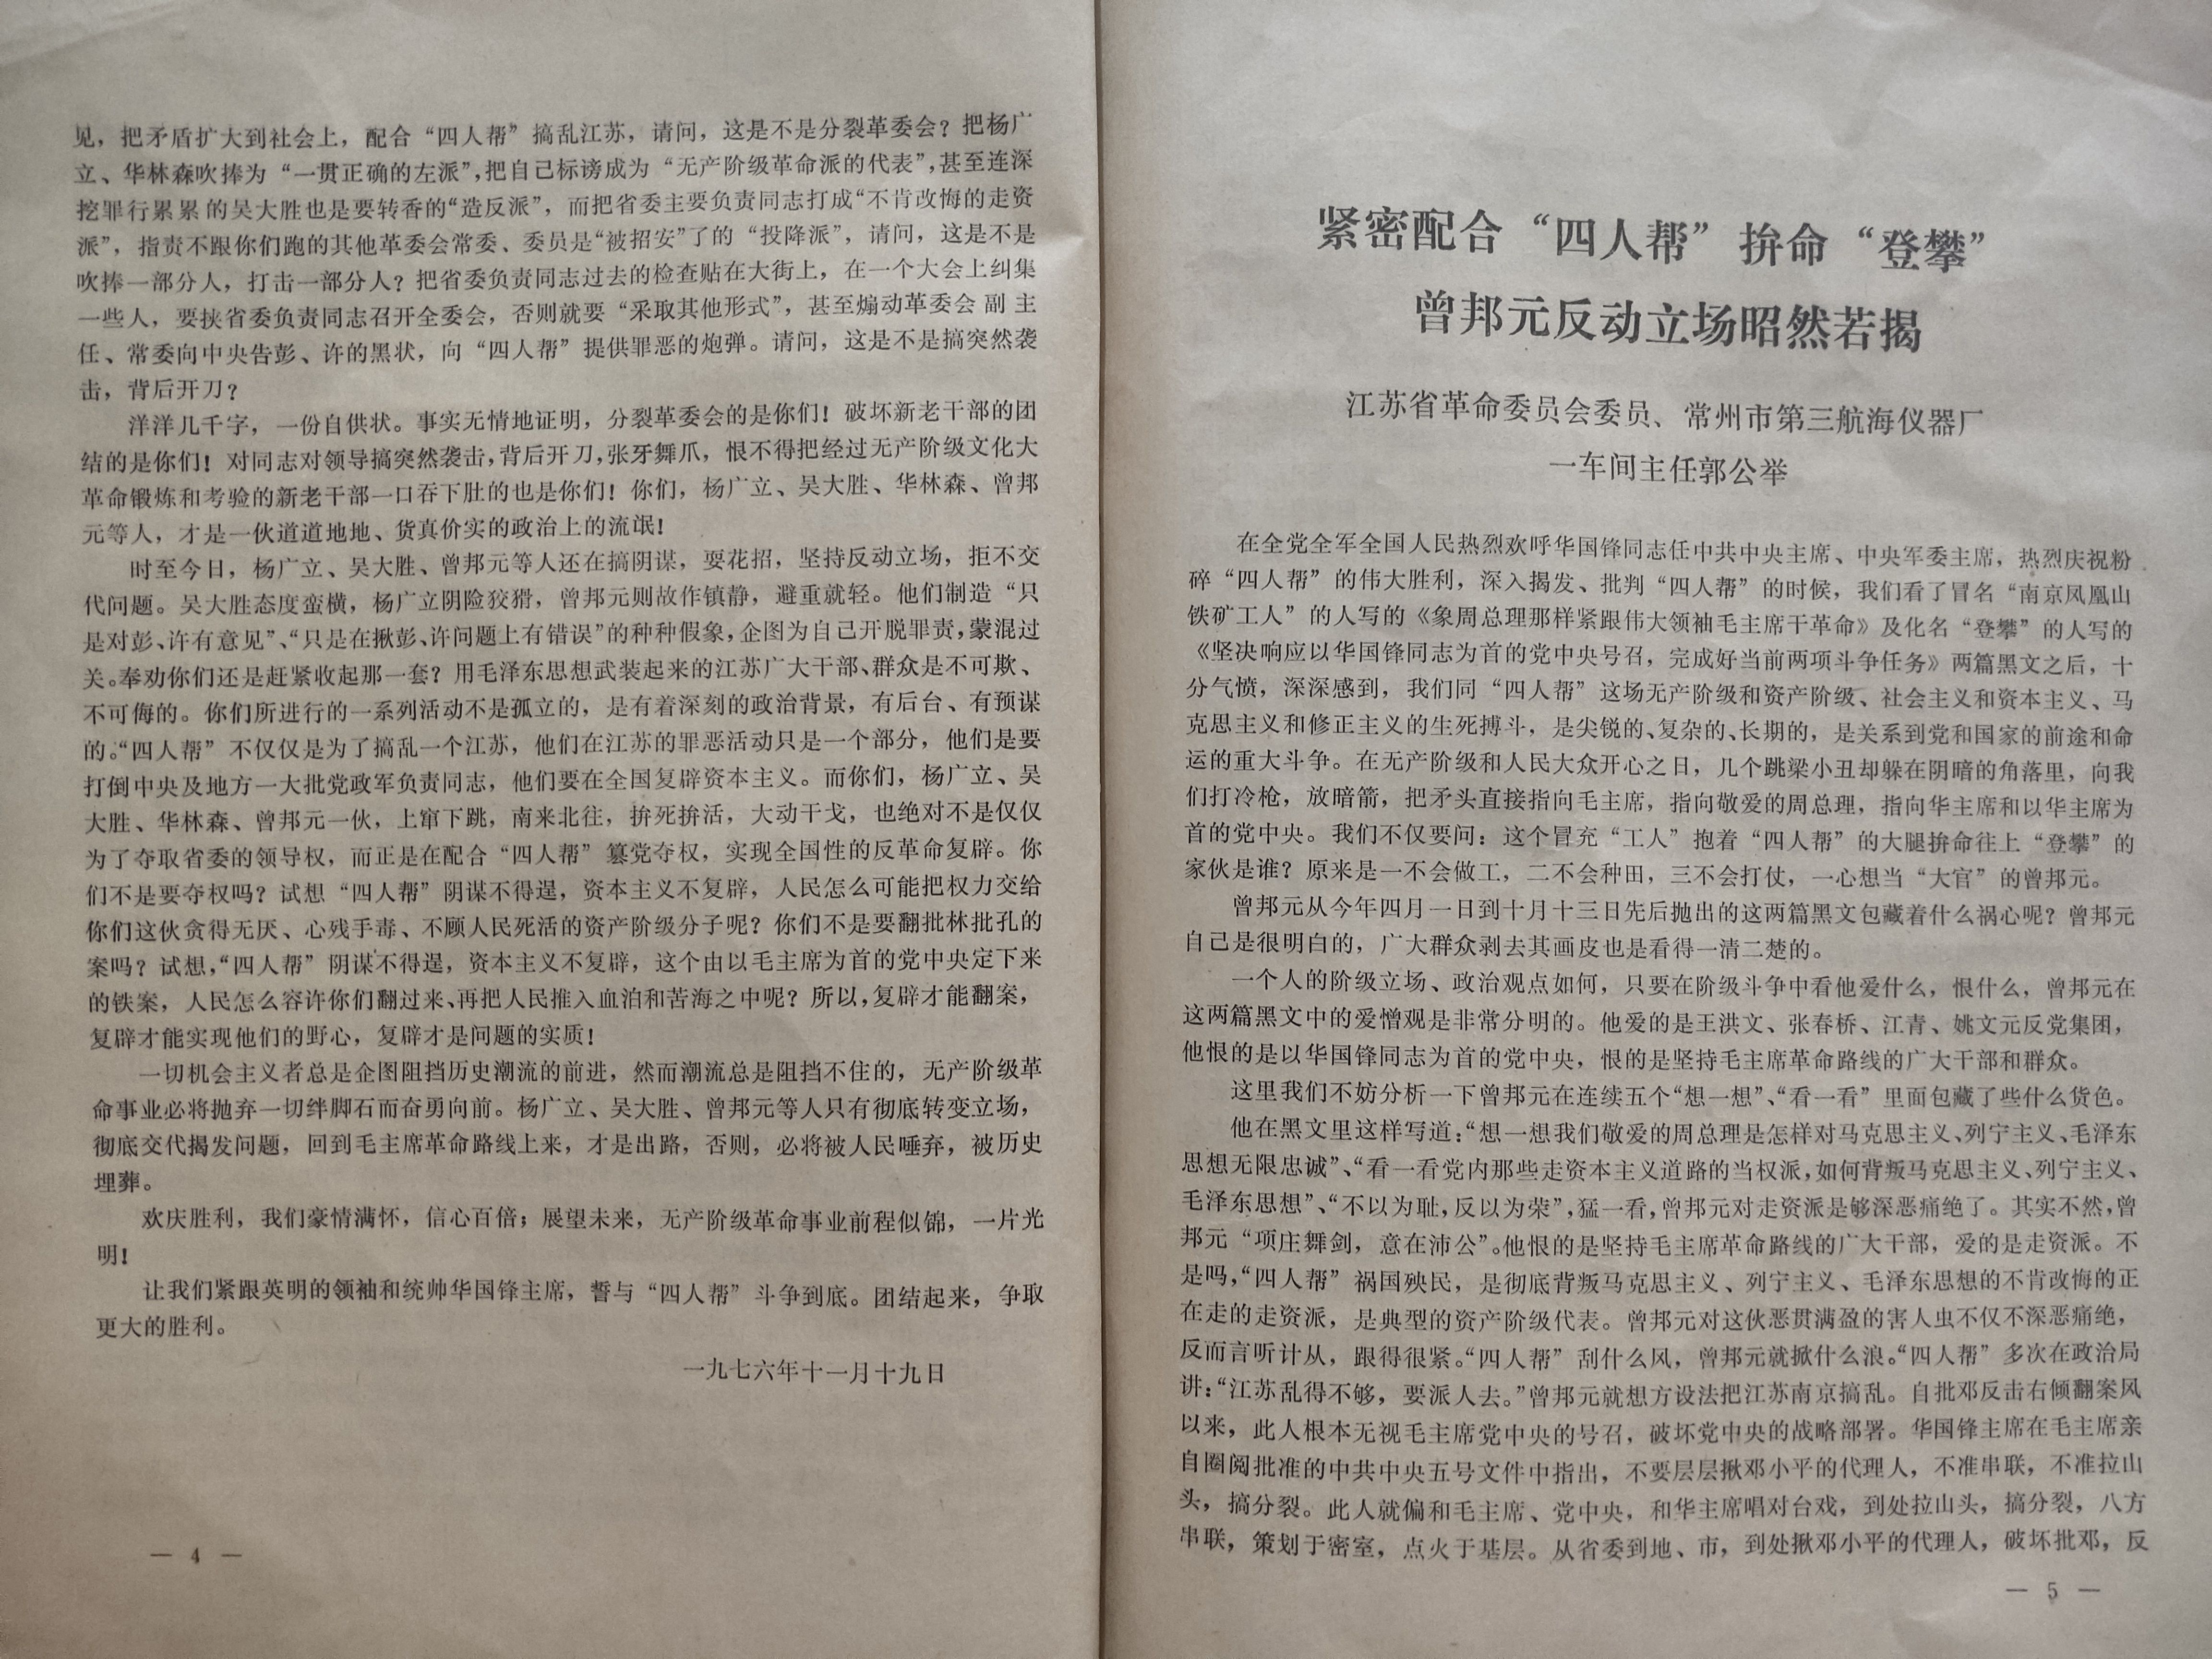 见，把矛盾扩大到社会上，配合“四人帮”搞乱江苏，请问，这是不是分裂革委会？把杨广
立、华林森吹捧为“一贯正确的左派”，把自己标谤成为“无产阶级革命派的代表”，甚至连深
挖罪行累累的吴大胜也是要转香的“造反派”，而把省委主要负责同志打成“不肯改悔的走资
派”，指责不跟你们跑的其他革委会常委、委员是“被招安”了的“投降派”，请问，这是不是
吹捧一部分人，打击一部分人？把省委负责同志过去的检查贴在大街上，在一个大会上纠集
一些人，要挟省委负责同志召开全委会，否则就要“采取其他形式”，甚至煽动革委会副主
任、常委向中央告彭、许的黑状，向“四人帮”提供罪恶的炮弹。请问，这是不是搞突然袭
击，背后开刀？
洋洋几千字，一份自供状。事实无情地证明，分裂革委会的是你们！破坏新老干部的团
结的是你们！对同志对领导搞突然袭击，背后开刀，张牙舞爪，恨不得把经过无产阶级文化大
革命锻炼和考验的新老干部一口吞下肚的也是你们！你们，杨广立、吴大胜、华林森、曾邦
元等人，才是一伙道道地地、货真价实的政治上的流氓！
时至今日，杨广立、吴大胜、曾邦元等人还在搞阴谋，耍花招，坚持反动立场，拒不交
代问题。吴大胜态度蛮横，杨广立阴险狡猾，曾邦元则故作镇静，避重就轻。他们制造“只
是对彭、许有意见”、“只是在揪彭、许问题上有错误”的种种假象，企图为自己开脱罪责，蒙混过
关。奉劝你们还是赶紧收起那一套？用毛泽东思想武装起来的江苏广大干部、群众是不可欺、
不可侮的。你们所进行的一系列活动不是孤立的，是有着深刻的政治背景，有后台、有预谋
的。“四人帮”不仅仅是为了搞乱一个江苏，他们在江苏的罪恶活动只是一个部分，他们是要
打倒中央及地方一大批党政军负责同志，他们要在全国复辟资本主义。而你们，杨广立、吴
大胜、华林森、曾邦元一伙，上窜下跳，南来北往，拚死拚活，大动干戈，也绝对不是仅仅
为了夺取省委的领导权，而正是在配合“四人帮”篡党夺权，实现全国性的反革命复辟。你
们不是要夺权吗？试想“四人帮”阴谋不得逞，资本主义不复辟，人民怎么可能把权力交给
你们这伙贪得无厌、心残手毒、不顾人民死活的资产阶级分子呢？你们不是要翻批林批孔的
案吗？试想，“四人帮”阴谋不得逞，资本主义不复辟，这个由以毛主席为首的党中央定下来
的铁案，人民怎么容许你们翻过来、再把人民推入血泊和苦海之中呢？所以，复辟才能翻案，
复辟才能实现他们的野心，复辟才是问题的实质！
一切机会主义者总是企图阻挡历史潮流的前进，然而潮流总是阻挡不住的，无产阶级革
命事业必将抛弃一切绊脚石而奋勇向前。杨广立、吴大胜、曾邦元等人只有彻底转变立场，
彻底交代揭发问题，回到毛主席革命路线上来，才是出路，否则，必将被人民唾弃，被历史
埋葬。
欢庆胜利，我们豪情满怀，信心百倍；展望未来，无产阶级革命事业前程似锦，一片光
明！
让我们紧跟英明的领袖和统帅华国锋主席，誓与“四人帮”斗争到底。团结起来，争取
更大的胜利。
一九七六年十一月十九日
— 4 —
紧密配合“四人帮”拚命“登攀”
曾邦元反动立场昭然若揭
江苏省革命委员会委员、常州市第三航海仪器厂
一车间主任郭公举
在全党全军全国人民热烈欢呼华国锋同志任中共中央主席、中央军委主席，热烈庆祝粉
碎“四人帮”的伟大胜利，深入揭发、批判“四人帮”的时候，我们看了冒名“南京凤凰山
铁矿工人”的人写的《象周总理那样紧跟伟大领袖毛主席干革命》及化名“登攀”的人写的
《坚决响应以华国锋同志为首的党中央号召，完成好当前两项斗争任务》两篇黑文之后，十
分气愤，深深感到，我们同“四人帮”这场无产阶级和资产阶级、社会主义和资本主义、马
克思主义和修正主义的生死搏斗，是尖锐的、复杂的、长期的，是关系到党和国家的前途和命
运的重大斗争。在无产阶级和人民大众开心之日，几个跳梁小丑却躲在阴暗的角落里，向我
们打冷枪，放暗箭，把矛头直接指向毛主席，指向敬爱的周总理，指向华主席和以华主席为
首的党中央。我们不仅要问：这个冒充“工人”抱着“四人帮”的大腿拚命往上“登攀”的
家伙是谁？原来是一不会做工，二不会种田，三不会打仗，一心想当“大官”的曾邦元。
曾邦元从今年四月一日到十月十三日先后抛出的这两篇黑文包藏着什么祸心呢？曾邦元
自己是很明白的，广大群众剥去其画皮也是看得一清二楚的。
一个人的阶级立场、政治观点如何，只要在阶级斗争中看他爱什么，恨什么，曾邦元在
这两篇黑文中的爱憎观是非常分明的。他爱的是王洪文、张春桥、江青、姚文元反党集团，
他恨的是以华国锋同志为首的党中央，恨的是坚持毛主席革命路线的广大干部和群众。
这里我们不妨分析一下曾邦元在连续五个“想一想”、“看一看”里面包藏了些什么货色。
他在黑文里这样写道：“想一想我们敬爱的周总理是怎样对马克思主义、列宁主义、毛泽东
思想无限忠诚”、“看一看党内那些走资本主义道路的当权派，如何背叛马克思主义、列宁主义、
毛泽东思想”、“不以为耻，反以为荣”，猛一看，曾邦元对走资派是够深恶痛绝了。其实不然，曾
邦元“项庄舞剑，意在沛公”。他恨的是坚持毛主席革命路线的广大干部，爱的是走资派。不
是吗，“四人帮”祸国殃民，是彻底背叛马克思主义、列宁主义、毛泽东思想的不肯改悔的正
在走的走资派，是典型的资产阶级代表。曾邦元对这伙恶贯满盈的害人虫不仅不深恶痛绝，
反而言听计从，跟得很紧。“四人帮”刮什么风，曾邦元就掀什么浪。“四人帮”多次在政治局
讲：“江苏乱得不够，要派人去。”曾邦元就想方设法把江苏南京搞乱。自批邓反击右倾翻案风
以来，此人根本无视毛主席党中央的号召，破坏党中央的战略部署。华国锋主席在毛主席亲
自圈阅批准的中共中央五号文件中指出，不要层层揪邓小平的代理人，不准串联，不准拉山
头，搞分裂。此人就偏和毛主席、党中央，和华主席唱对台戏，到处拉山头，搞分裂，八方
串联，策划于密室，点火于基层。从省委到地、市，到处揪邓小平的代理人，破坏批邓，反
— 5 —